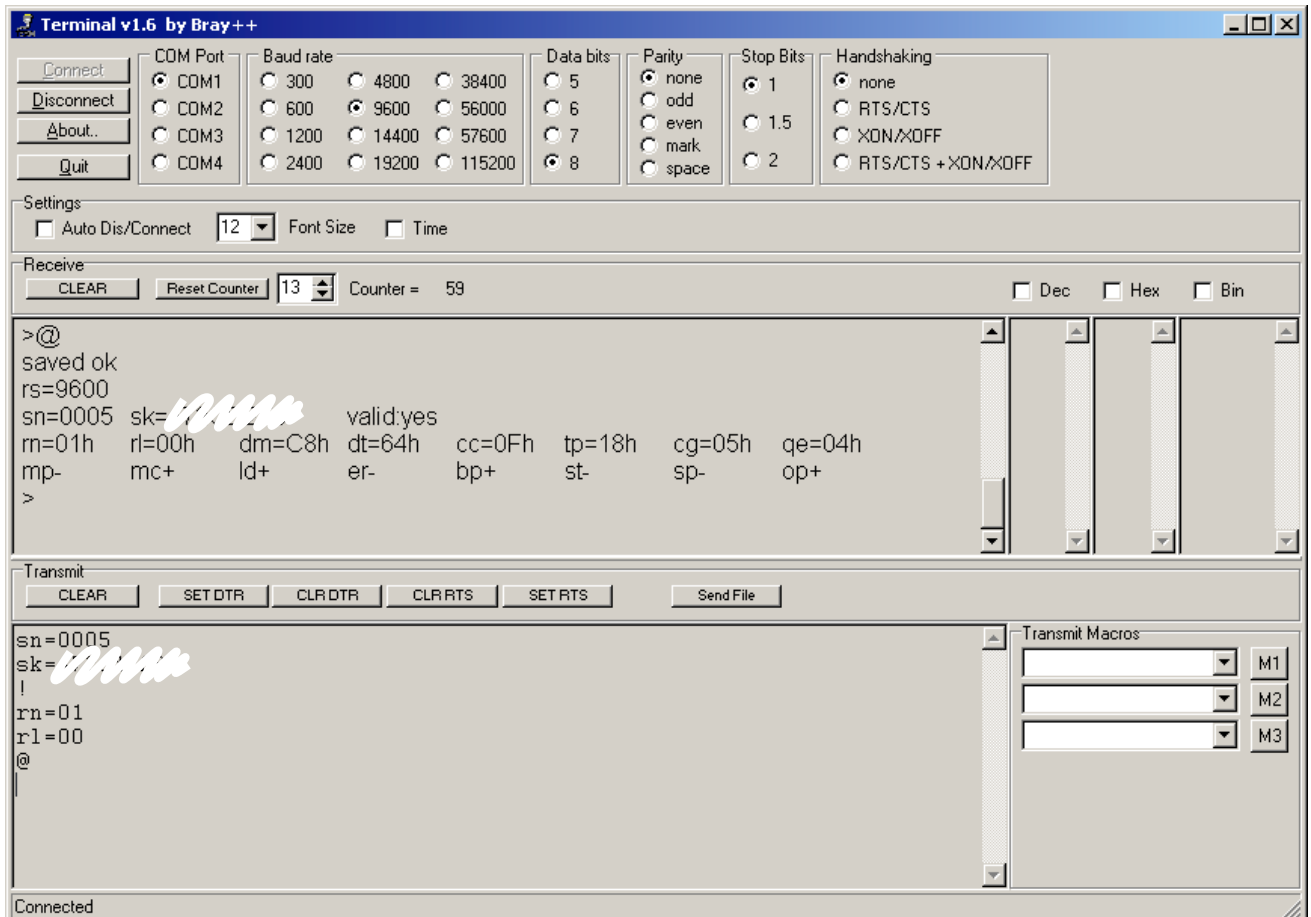 Terminal v1.6 by Bray++
Connect
Disconnect
About..
Quit
COM Port
COM1
COM2
COM3
COM4
Baud rate
300 4800 38400
600 9600 56000
1200 14400 57600
2400 19200 115200
Data bits
5
6
7
8
Parity
none
odd
even
mark
space
Stop Bits
1
1.5
2
Handshaking
none
RTS/CTS
XON/XOFF
RTS/CTS + XON/XOFF
Settings
Auto Dis/Connect 12 Font Size Time
Receive
CLEAR Reset Counter 13 Counter = 59 Dec Hex Bin
>@
saved ok
rs=9600
sn=0005 sk= valid:yes
rn=01h rl=00h dm=C8h dt=64h cc=0Fh tp=18h cg=05h qe=04h
mp- mc+ ld+ er- bp+ st- sp- op+
>
Transmit
CLEAR SET DTR CLR DTR CLR RTS SET RTS Send File
sn=0005
sk=
!
rn=01
rl=00
@
Transmit Macros
M1
M2
M3
Connected